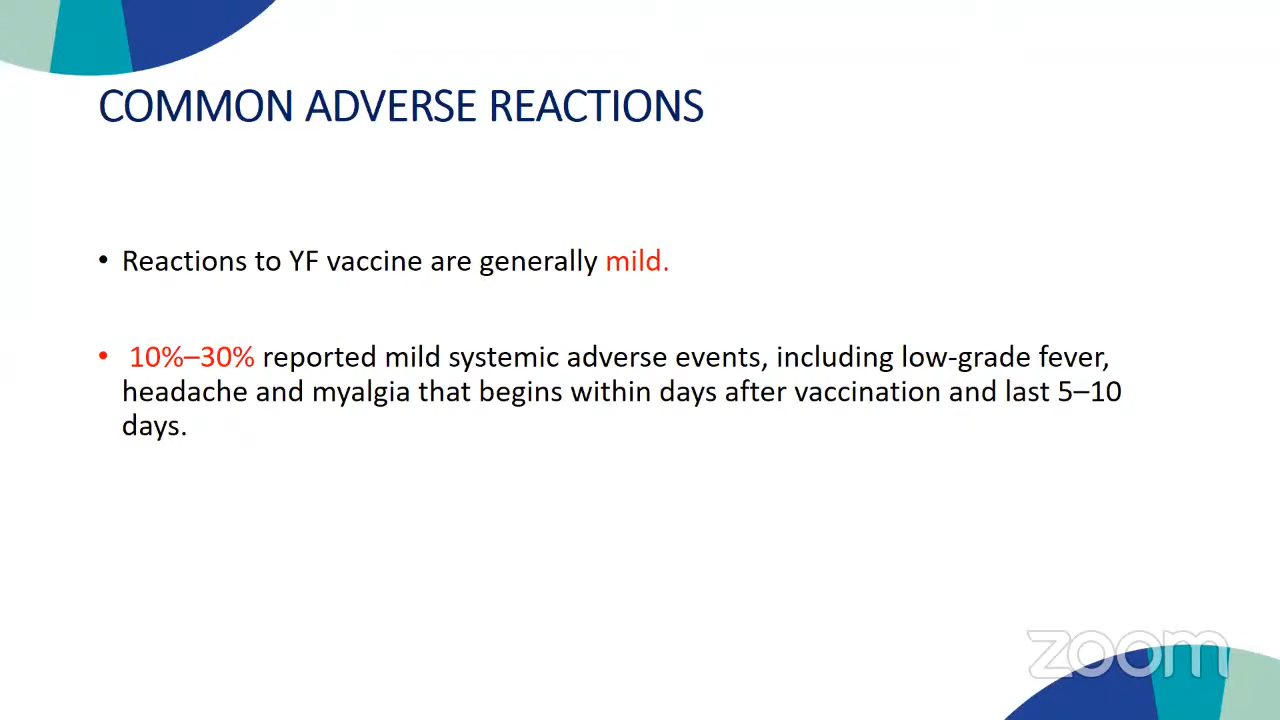 COMMON ADVERSE REACTIONS
• Reactions to YF vaccine are generally mild.
• 10%–30% reported mild systemic adverse events, including low-grade fever,
headache and myalgia that begins within days after vaccination and last 5–10
days.
zoom